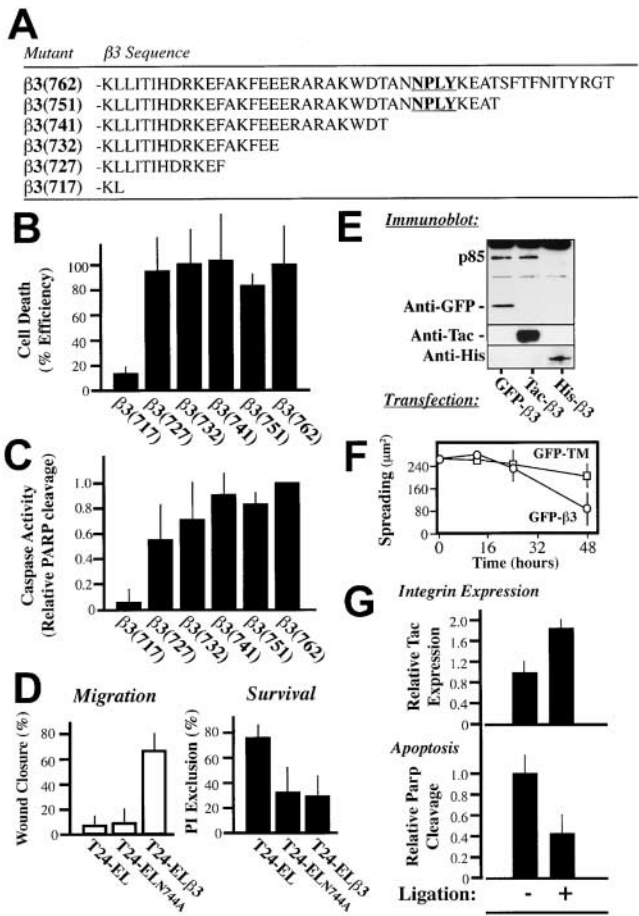 A
Mutant β3 Sequence
β3(762) -KLLITIHDRKEFAKFEEERARAKWDTANNPLYKEATSFTFNITYRGT
β3(751) -KLLITIHDRKEFAKFEEERARAKWDTANNPLYKEAT
β3(741) -KLLITIHDRKEFAKFEEERARAKWDT
β3(732) -KLLITIHDRKEFAKFEE
β3(727) -KLLITIHDRKEF
β3(717) -KL
B
Cell Death
(% Efficiency)
100
80
60
40
20
0
β3(717)
β3(727)
β3(732)
β3(741)
β3(751)
β3(762)
C
Caspase Activity
(Relative PARP cleavage)
1.0
0.8
0.6
0.4
0.2
0
β3(717)
β3(727)
β3(732)
β3(741)
β3(751)
β3(762)
D
Migration
Wound Closure (%)
80
60
40
20
0
T24-EL
T24-ELN744A
T24-ELβ3
Survival
PI Exclusion (%)
80
60
40
20
0
T24-EL
T24-ELN744A
T24-ELβ3
E
Immunoblot:
p85
Anti-GFP -
Anti-Tac -
Anti-His
Transfection:
GFP-β3
Tac-β3
His-β3
F
Spreading (μm²)
240
160
80
0
GFP-TM
GFP-β3
0 16 32 48
Time (hours)
G
Integrin Expression
Relative Tac
Expression
2.0
1.6
1.2
0.8
0.4
0
Apoptosis
Relative Parp
Cleavage
1.0
0.8
0.6
0.4
0.2
0
Ligation: - +